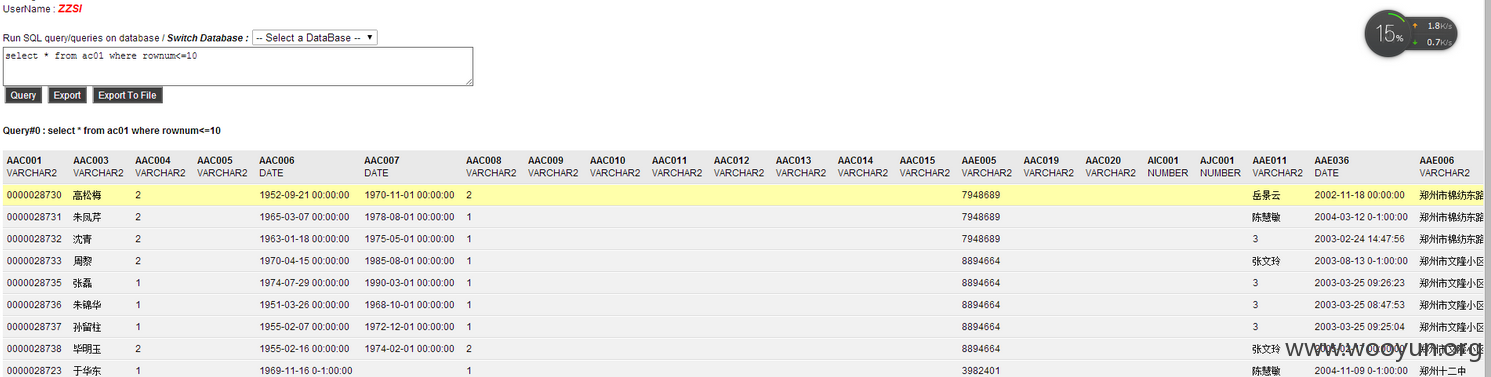 UserName : ZZSI
15% 1.8K/s
0.7K/s
Run SQL query/queries on database / Switch Database : -- Select a DataBase --
select * from ac01 where rownum<=10
Query Export Export To File
Query#0 : select * from ac01 where rownum<=10
AAC001 AAC003 AAC004 AAC005 AAC006 AAC007 AAC008 AAC009 AAC010 AAC011 AAC012 AAC013 AAC014 AAC015 AAE005 AAC019 AAC020 AIC001 AJC001 AAE011 AAE036 AAE006
VARCHAR2 VARCHAR2 VARCHAR2 VARCHAR2 DATE DATE VARCHAR2 VARCHAR2 VARCHAR2 VARCHAR2 VARCHAR2 VARCHAR2 VARCHAR2 VARCHAR2 VARCHAR2 VARCHAR2 VARCHAR2 NUMBER NUMBER VARCHAR2 DATE VARCHAR2
0000028730 高松梅 2 1952-09-21 00:00:00 1970-11-01 00:00:00 2 7948689 岳景云 2002-11-18 00:00:00 郑州市棉纺东路
0000028731 朱凤芹 2 1965-03-07 00:00:00 1978-08-01 00:00:00 1 7948689 陈慧敏 2004-03-12 0-1:00:00 郑州市棉纺东路
0000028732 沈青 2 1963-01-18 00:00:00 1975-05-01 00:00:00 1 7948689 3 2003-02-24 14:47:56 郑州市棉纺东路
0000028733 周黎 2 1970-04-15 00:00:00 1985-08-01 00:00:00 1 8894664 张文玲 2003-08-13 0-1:00:00 郑州市文隆小区
0000028735 张磊 1 1974-07-29 00:00:00 1990-03-01 00:00:00 1 8894664 3 2003-03-25 09:26:23 郑州市文隆小区
0000028736 朱锦华 1 1951-03-26 00:00:00 1968-10-01 00:00:00 1 8894664 3 2003-03-25 08:47:53 郑州市文隆小区
0000028737 孙留柱 1 1955-02-07 00:00:00 1972-12-01 00:00:00 1 8894664 3 2003-03-25 09:25:04 郑州市文隆小区
0000028738 毕明玉 2 1955-02-16 00:00:00 1974-02-01 00:00:00 2 8894664 张文玲 00:00:00 郑州市文隆小区
www.wooyun.org
0000028723 于华东 1 1969-11-16 0-1:00:00 1 3982401 陈慧敏 2004-11-09 0-1:00:00 郑州十二中